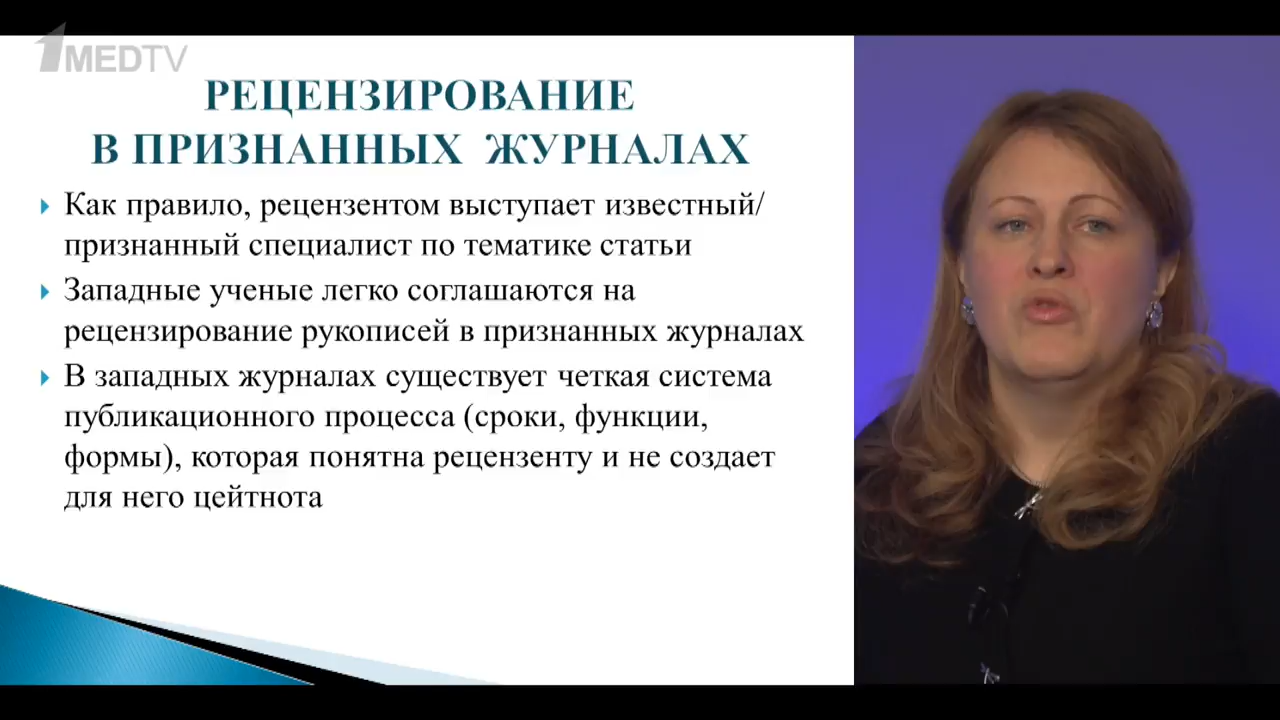 1MEDTV
РЕЦЕНЗИРОВАНИЕ
В ПРИЗНАННЫХ ЖУРНАЛАХ
Как правило, рецензентом выступает известный/
признанный специалист по тематике статьи
Западные ученые легко соглашаются на
рецензирование рукописей в признанных журналах
В западных журналах существует четкая система
публикационного процесса (сроки, функции,
формы), которая понятна рецензенту и не создает
для него цейтнота